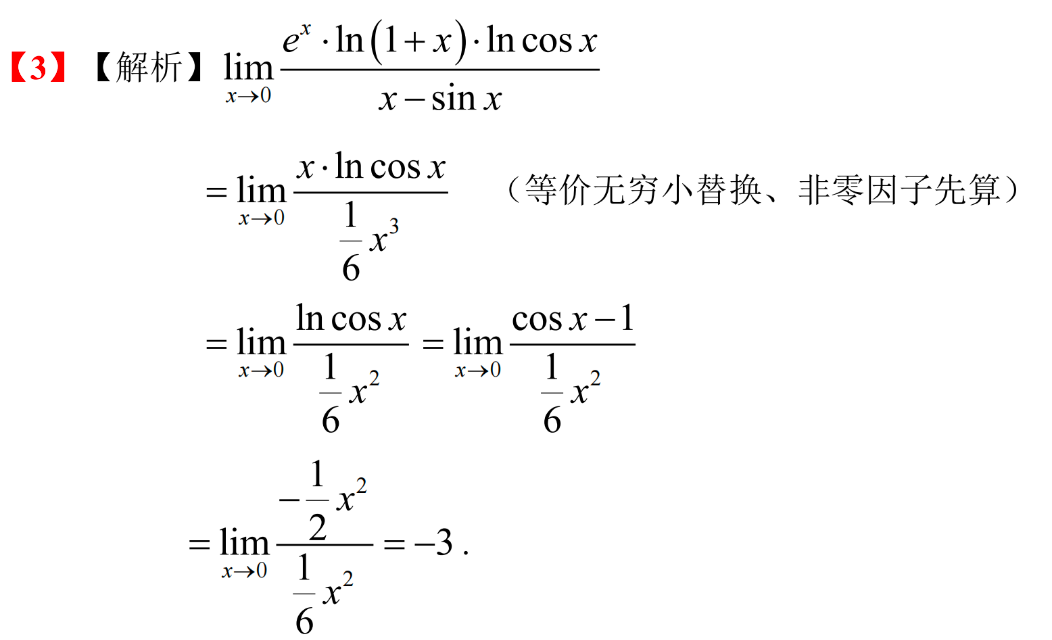 【3】【解析】$\lim_{x \to 0} \frac{e^x \cdot \ln(1+x) \cdot \ln \cos x}{x - \sin x}$
$= \lim_{x \to 0} \frac{x \cdot \ln \cos x}{\frac{1}{6} x^3}$ （等价无穷小替换、非零因子先算）
$= \lim_{x \to 0} \frac{\ln \cos x}{\frac{1}{6} x^2} = \lim_{x \to 0} \frac{\cos x - 1}{\frac{1}{6} x^2}$
$= \lim_{x \to 0} \frac{-\frac{1}{2} x^2}{\frac{1}{6} x^2} = -3 .$